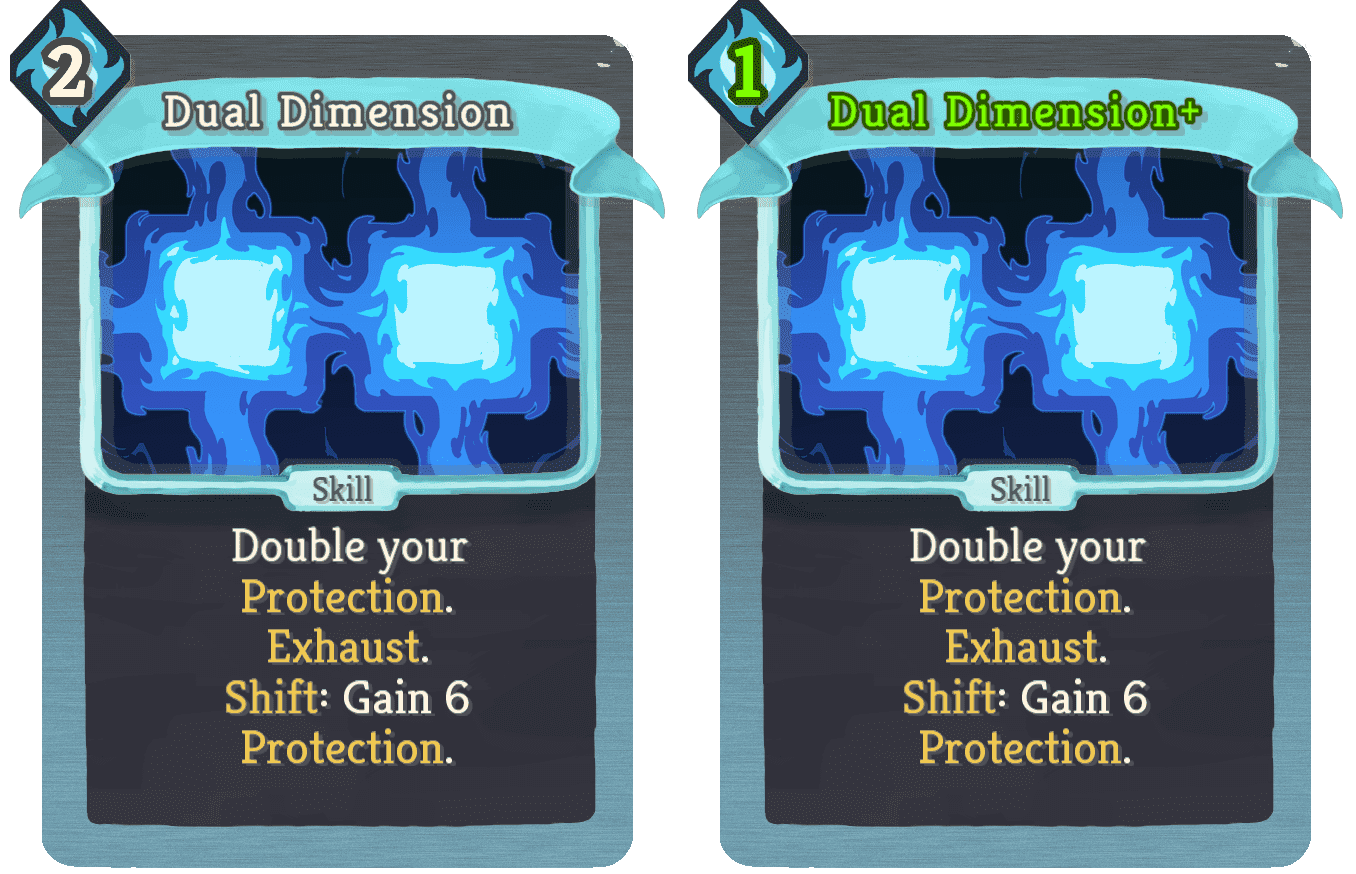 2
Dual Dimension
Skill
Double your
Protection.
Exhaust.
Shift: Gain 6
Protection.
1
Dual Dimension+
Skill
Double your
Protection.
Exhaust.
Shift: Gain 6
Protection.